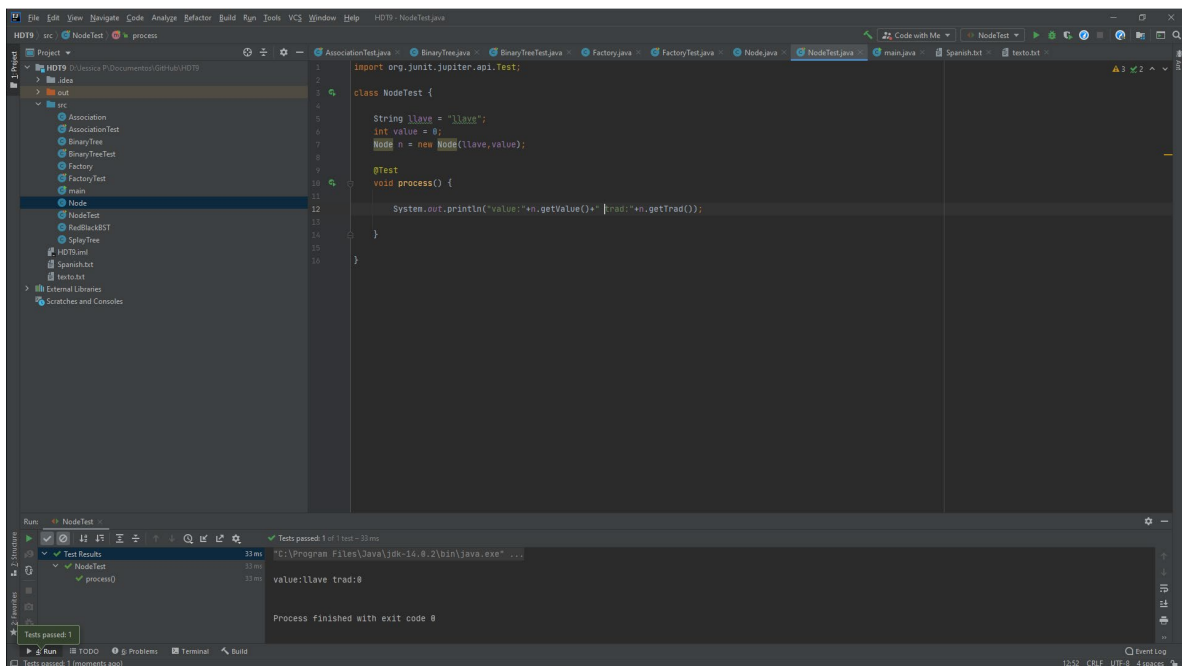 File Edit View Navigate Code Analyze Refactor Build Run Tools VCS Window Help HDT9 - NodeTest.java
HDT9 src NodeTest process
Code with Me NodeTest
Project
AssociationTest.java BinaryTree.java BinaryTreeTest.java Factory.java FactoryTest.java Node.java NodeTest.java main.java Spanish.txt texto.txt
1: Project
Ant
HDT9 D:\Jessica P\Documentos\GitHub\HDT9
.idea
out
src
Association
AssociationTest
BinaryTree
BinaryTreeTest
Factory
FactoryTest
main
Node
NodeTest
RedBlackBST
SplayTree
HDT9.iml
Spanish.txt
texto.txt
External Libraries
Scratches and Consoles
3 2
1 import org.junit.jupiter.api.Test;
2
3 class NodeTest {
4
5 String llave = "llave";
6 int value = 0;
7 Node n = new Node(llave,value);
8
9 @Test
10 void process() {
11
12 System.out.println("value:"+n.getValue()+" trad:"+n.getTrad());
13
14 }
15
16 }
Run: NodeTest
Tests passed: 1 of 1 test – 33 ms
Test Results 33 ms
NodeTest 33 ms
process() 33 ms
"C:\Program Files\Java\jdk-14.0.2\bin\java.exe" ...
value:llave trad:0
Process finished with exit code 0
Z: Structure
2: Favorites
Tests passed: 1
4: Run TODO 6: Problems Terminal Build
Event Log
Tests passed: 1 (moments ago)
12:52 CRLF UTF-8 4 spaces